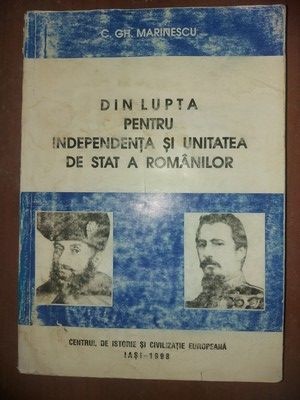 C. GH. MARINESCU
DIN LUPTA
PENTRU
INDEPENDENȚA ȘI UNITATEA
DE STAT A ROMÂNILOR
CENTRUL DE ISTORIE ȘI CIVILIZAȚIE EUROPEANĂ
IAȘI-1998